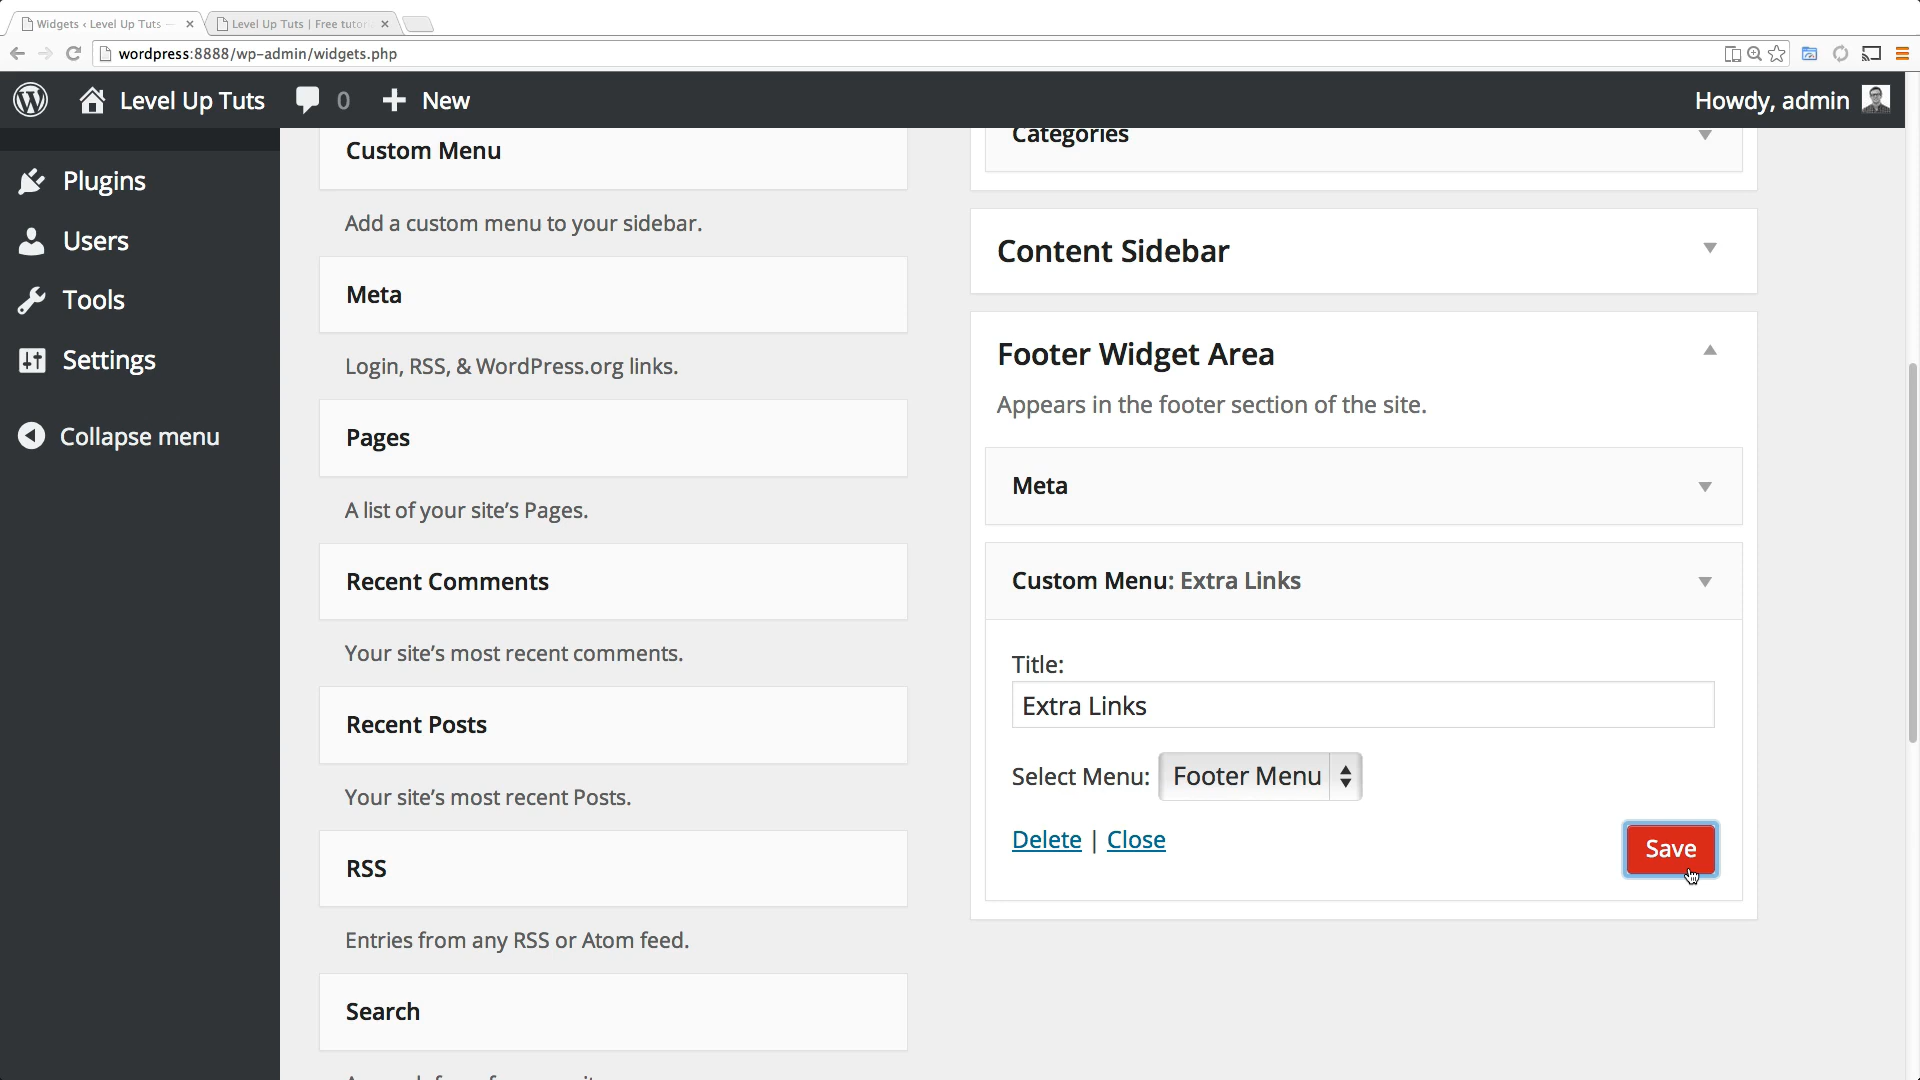 Widgets ‹ Level Up Tuts —
Level Up Tuts | Free tutor
wordpress:8888/wp-admin/widgets.php
Level Up Tuts 0 New
Howdy, admin
Plugins
Users
Tools
Settings
Collapse menu
Custom Menu
Add a custom menu to your sidebar.
Meta
Login, RSS, & WordPress.org links.
Pages
A list of your site’s Pages.
Recent Comments
Your site’s most recent comments.
Recent Posts
Your site’s most recent Posts.
RSS
Entries from any RSS or Atom feed.
Search
Categories
Content Sidebar
Footer Widget Area
Appears in the footer section of the site.
Meta
Custom Menu: Extra Links
Title:
Extra Links
Select Menu: Footer Menu
Delete | Close
Save